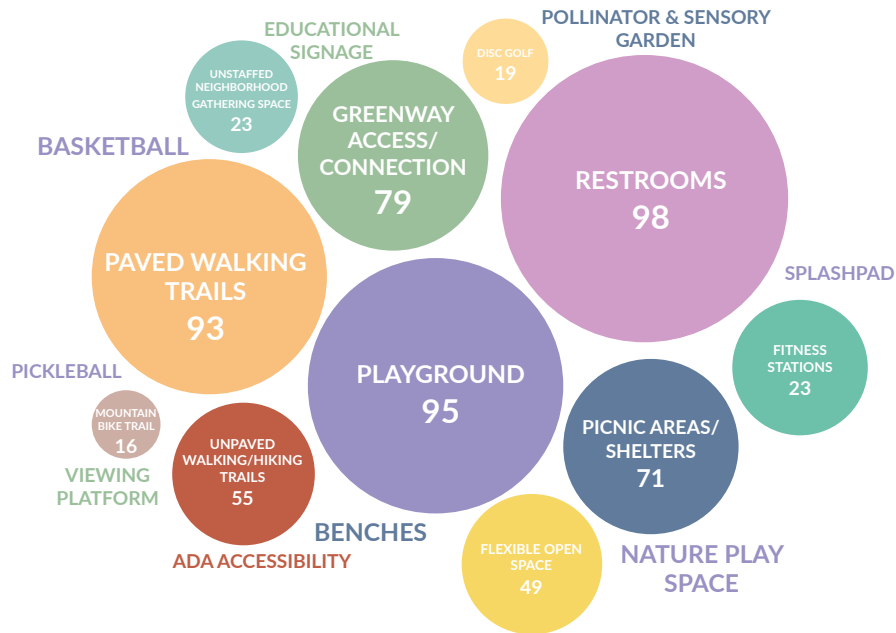 EDUCATIONAL
SIGNAGE
POLLINATOR & SENSORY
GARDEN
DISC GOLF
19
UNSTAFFED
NEIGHBORHOOD
GATHERING SPACE
23
GREENWAY
ACCESS/
CONNECTION
79
BASKETBALL
RESTROOMS
98
PAVED WALKING
TRAILS
93
SPLASHPAD
PICKLEBALL
PLAYGROUND
95
FITNESS
STATIONS
23
MOUNTAIN
BIKE TRAIL
16
UNPAVED
WALKING/HIKING
TRAILS
55
PICNIC AREAS/
SHELTERS
71
VIEWING
PLATFORM
BENCHES
ADA ACCESSIBILITY
FLEXIBLE OPEN
SPACE
49
NATURE PLAY
SPACE